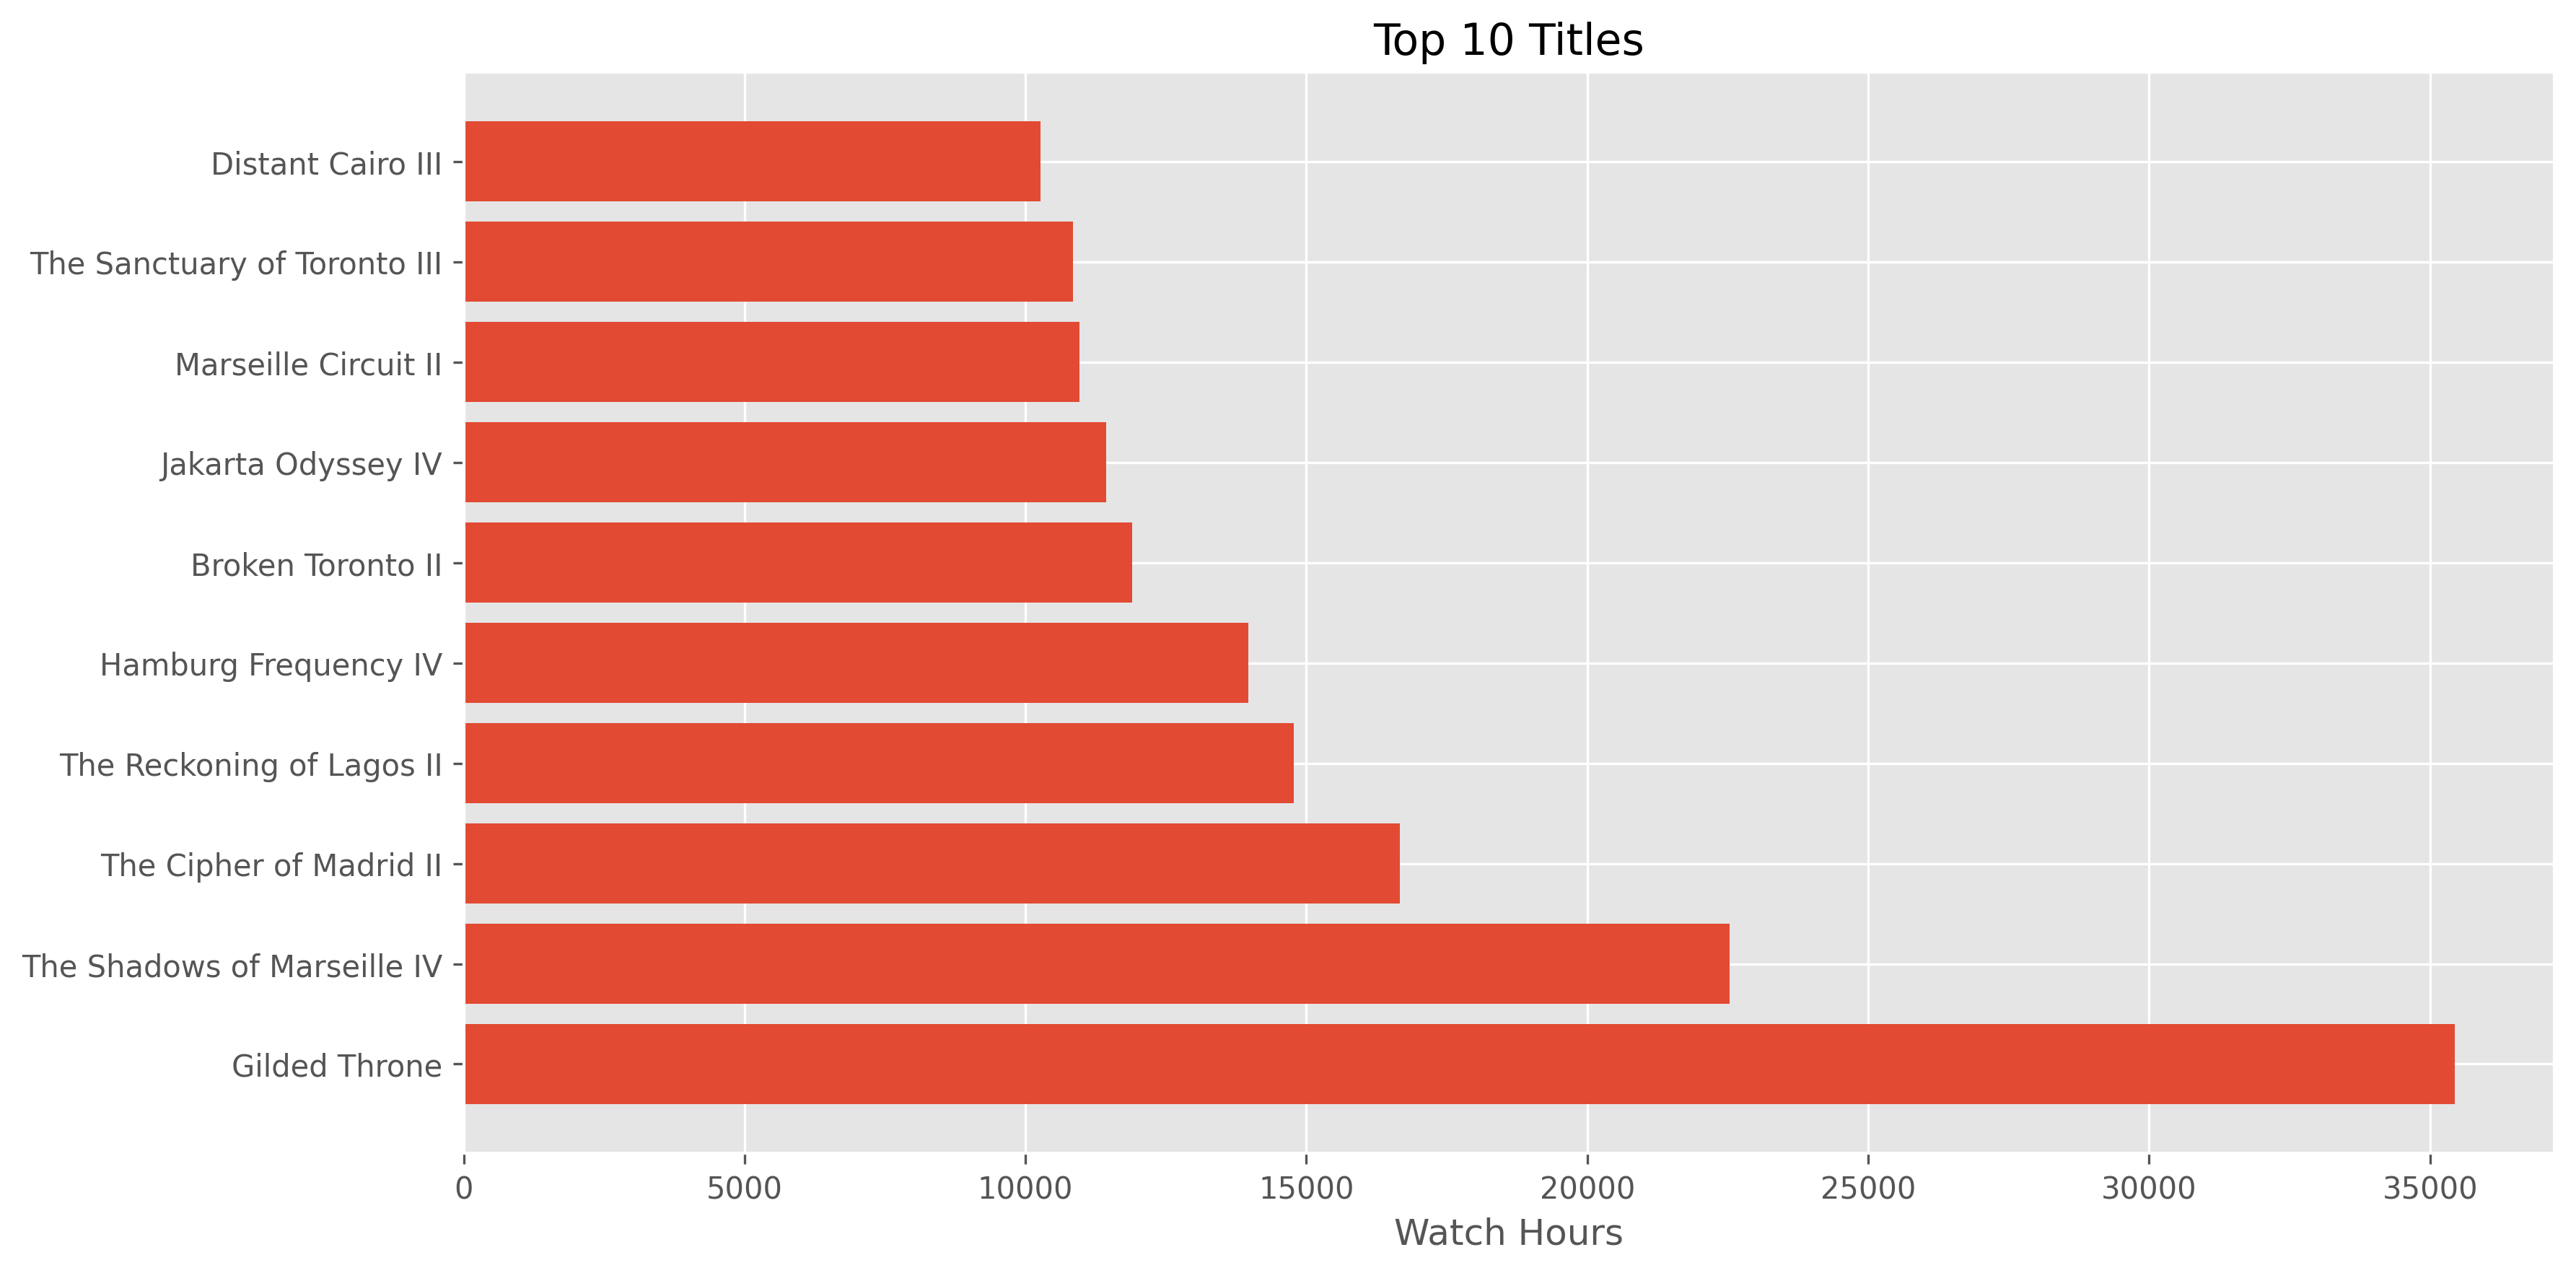 Top 10 Titles
Distant Cairo III
The Sanctuary of Toronto III
Marseille Circuit II
Jakarta Odyssey IV
Broken Toronto II
Hamburg Frequency IV
The Reckoning of Lagos II
The Cipher of Madrid II
The Shadows of Marseille IV
Gilded Throne
0 5000 10000 15000 20000 25000 30000 35000
Watch Hours